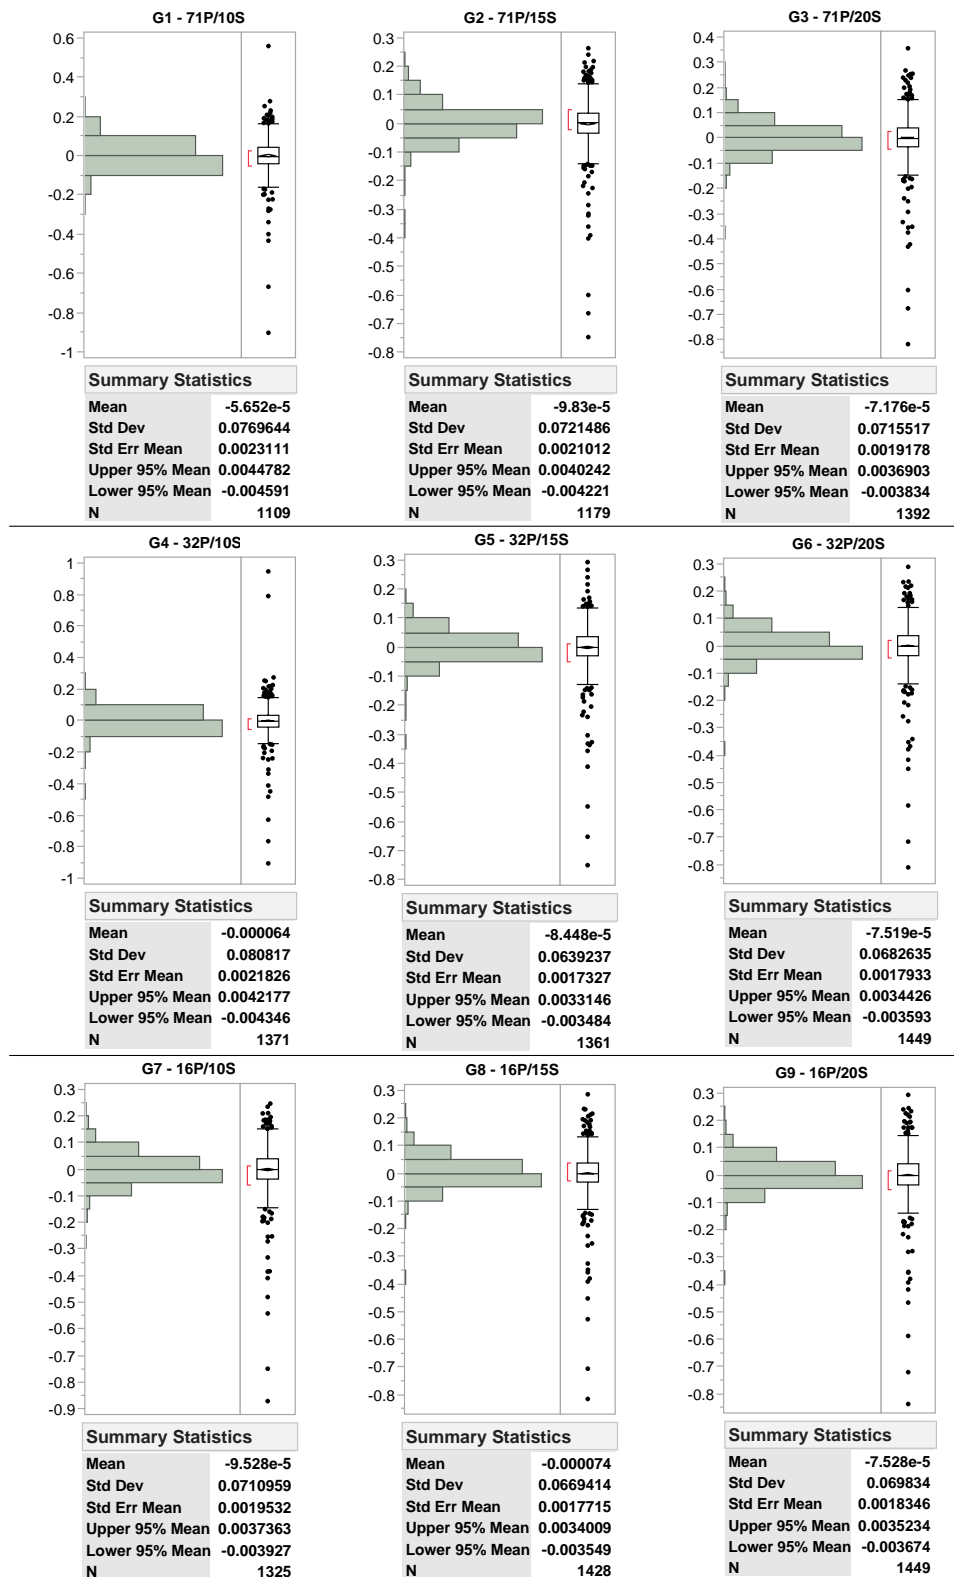 G1 - 71P/10S
0.6
0.4
0.2
0
-0.2
-0.4
-0.6
-0.8
-1
Summary Statistics
Mean -5.652e-5
Std Dev 0.0769644
Std Err Mean 0.0023111
Upper 95% Mean 0.0044782
Lower 95% Mean -0.004591
N 1109
G2 - 71P/15S
0.3
0.2
0.1
0
-0.1
-0.2
-0.3
-0.4
-0.5
-0.6
-0.7
-0.8
Summary Statistics
Mean -9.83e-5
Std Dev 0.0721486
Std Err Mean 0.0021012
Upper 95% Mean 0.0040242
Lower 95% Mean -0.004221
N 1179
G3 - 71P/20S
0.4
0.3
0.2
0.1
0
-0.1
-0.2
-0.3
-0.4
-0.5
-0.6
-0.7
-0.8
Summary Statistics
Mean -7.176e-5
Std Dev 0.0715517
Std Err Mean 0.0019178
Upper 95% Mean 0.0036903
Lower 95% Mean -0.003834
N 1392
G4 - 32P/10S
1
0.8
0.6
0.4
0.2
0
-0.2
-0.4
-0.6
-0.8
-1
Summary Statistics
Mean -0.000064
Std Dev 0.080817
Std Err Mean 0.0021826
Upper 95% Mean 0.0042177
Lower 95% Mean -0.004346
N 1371
G5 - 32P/15S
0.3
0.2
0.1
0
-0.1
-0.2
-0.3
-0.4
-0.5
-0.6
-0.7
-0.8
Summary Statistics
Mean -8.448e-5
Std Dev 0.0639237
Std Err Mean 0.0017327
Upper 95% Mean 0.0033146
Lower 95% Mean -0.003484
N 1361
G6 - 32P/20S
0.3
0.2
0.1
0
-0.1
-0.2
-0.3
-0.4
-0.5
-0.6
-0.7
-0.8
Summary Statistics
Mean -7.519e-5
Std Dev 0.0682635
Std Err Mean 0.0017933
Upper 95% Mean 0.0034426
Lower 95% Mean -0.003593
N 1449
G7 - 16P/10S
0.3
0.2
0.1
0
-0.1
-0.2
-0.3
-0.4
-0.5
-0.6
-0.7
-0.8
-0.9
Summary Statistics
Mean -9.528e-5
Std Dev 0.0710959
Std Err Mean 0.0019532
Upper 95% Mean 0.0037363
Lower 95% Mean -0.003927
N 1325
G8 - 16P/15S
0.3
0.2
0.1
0
-0.1
-0.2
-0.3
-0.4
-0.5
-0.6
-0.7
-0.8
Summary Statistics
Mean -0.000074
Std Dev 0.0669414
Std Err Mean 0.0017715
Upper 95% Mean 0.0034009
Lower 95% Mean -0.003549
N 1428
G9 - 16P/20S
0.3
0.2
0.1
0
-0.1
-0.2
-0.3
-0.4
-0.5
-0.6
-0.7
-0.8
Summary Statistics
Mean -7.528e-5
Std Dev 0.069834
Std Err Mean 0.0018346
Upper 95% Mean 0.0035234
Lower 95% Mean -0.003674
N 1449